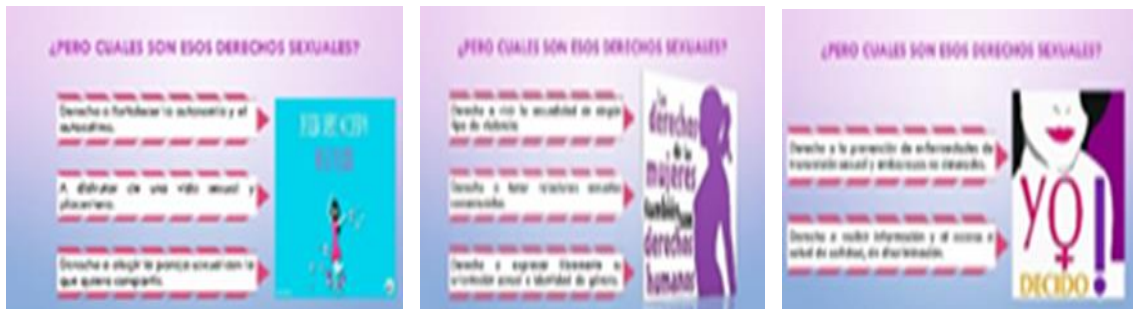 ¿PERO CUALES SON ESOS DERECHOS SEXUALES?
Derecho a fortalecer la autonomía y el
autoestima.
A disfrutar de una vida sexual y
placentera.
Derecho a elegir la pareja sexual con la
que quiera compartir.
¿PERO CUALES SON ESOS DERECHOS SEXUALES?
Derecho a vivir la sexualidad sin ningún
tipo de violencia
Derecho a tener relaciones sexuales
consensuadas
Derecho a expresar libremente su
orientación sexual e identidad de género.
Los
derechos
de las
mujeres
también son
derechos
humanos
¿PERO CUALES SON ESOS DERECHOS SEXUALES?
Derecho a la prevención de enfermedades de
transmisión sexual y embarazos no deseados.
Derecho a recibir información y al acceso a
salud de calidad, sin discriminación.
YO!
DECIDO